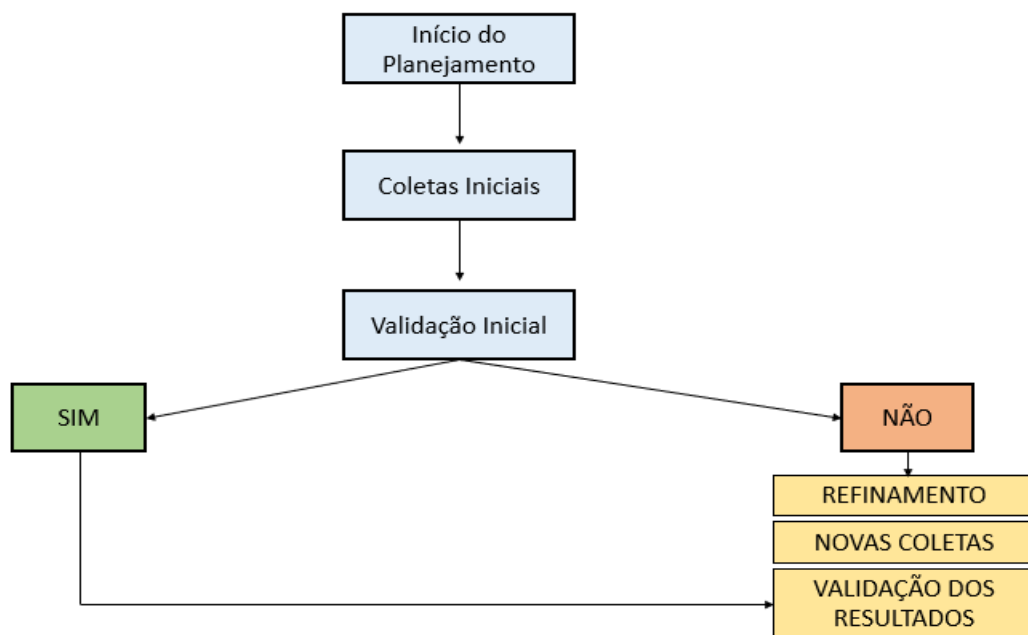 Início do
Planejamento
Coletas Iniciais
Validação Inicial
SIM
NÃO
REFINAMENTO
NOVAS COLETAS
VALIDAÇÃO DOS
RESULTADOS